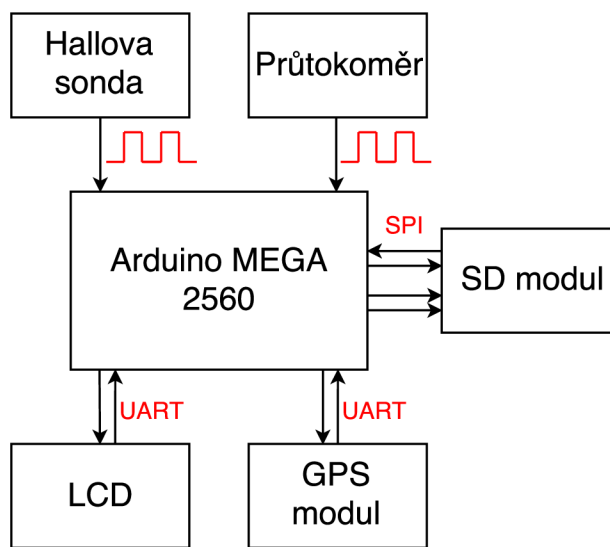 Hallova
sonda
Průtokoměr
SPI
Arduino MEGA
2560
SD modul
UART
UART
LCD
GPS
modul